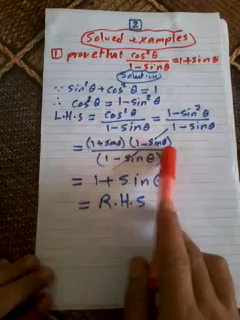 2
Solved examples
1 prove that cos²θ / 1-sinθ = 1+sinθ
Solution
∵ sin²θ + cos²θ = 1
∴ cos²θ = 1-sin²θ
L.H.S = cos²θ / 1-sinθ = 1-sin²θ / 1-sinθ
= (1+sinθ)(1-sinθ) / (1-sinθ)
= 1+sin
= R.H.S